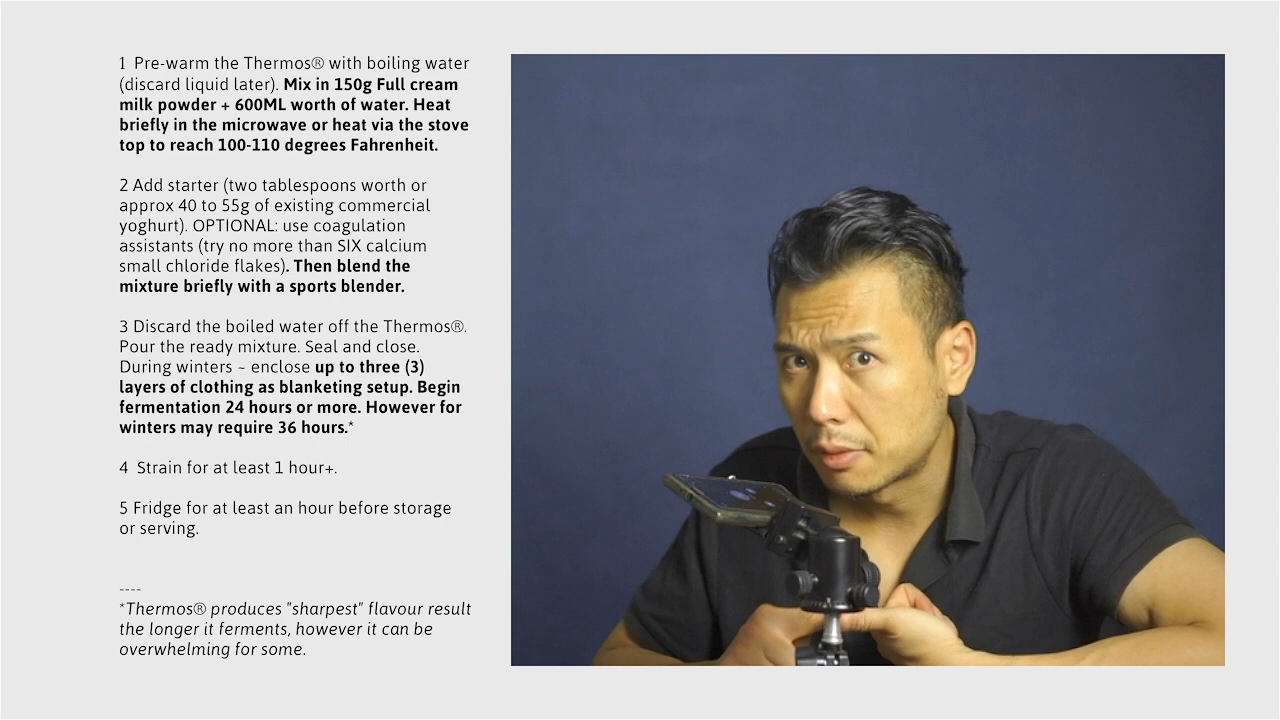 1 Pre-warm the Thermos® with boiling water
(discard liquid later). Mix in 150g Full cream
milk powder + 600ML worth of water. Heat
briefly in the microwave or heat via the stove
top to reach 100-110 degrees Fahrenheit.
2 Add starter (two tablespoons worth or
approx 40 to 55g of existing commercial
yoghurt). OPTIONAL: use coagulation
assistants (try no more than SIX calcium
small chloride flakes). Then blend the
mixture briefly with a sports blender.
3 Discard the boiled water off the Thermos®.
Pour the ready mixture. Seal and close.
During winters ~ enclose up to three (3)
layers of clothing as blanketing setup. Begin
fermentation 24 hours or more. However for
winters may require 36 hours.*
4 Strain for at least 1 hour+.
5 Fridge for at least an hour before storage
or serving.
----
*Thermos® produces "sharpest" flavour result
the longer it ferments, however it can be
overwhelming for some.